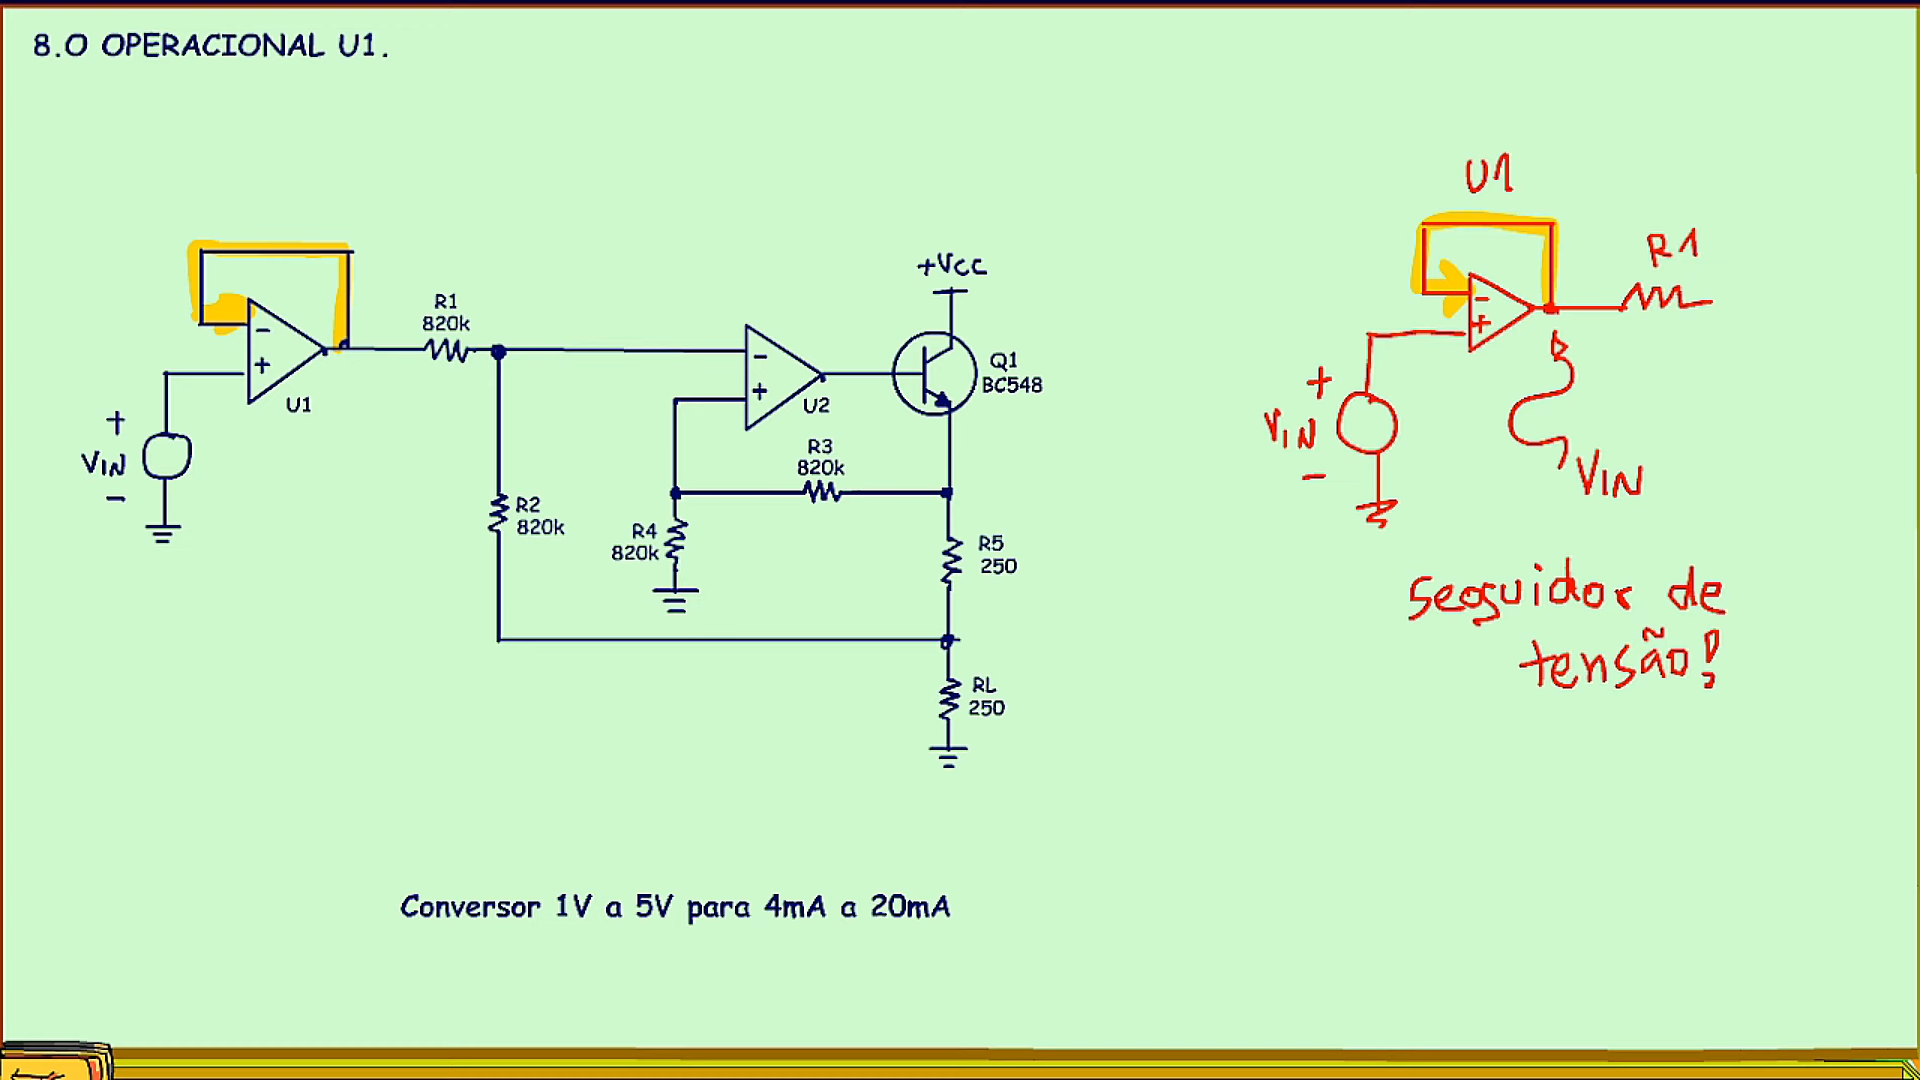 8.O OPERACIONAL U1.
U1
R1
+VCC
R1
820k
-
+
U1
-
+
U2
Q1
BC548
-
+
+
VIN
-
+
VIN
-
VIN
R3
820k
R2
820k
R4
820k
R5
250
seguidor de
tensão!
RL
250
Conversor 1V a 5V para 4mA a 20mA